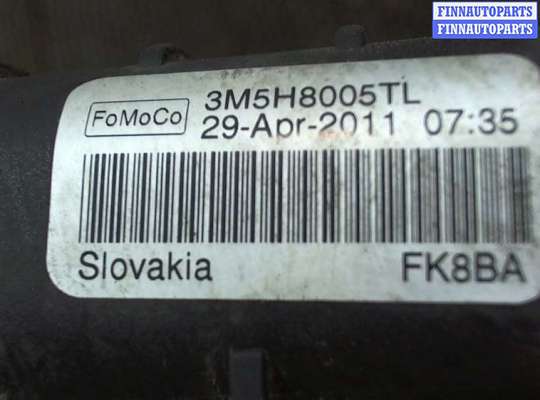 FINNAUTOPARTS
FINNAUTOPARTS
FoMoCo
3M5H8005TL
29-Apr-2011 07:35
Slovakia FK8BA